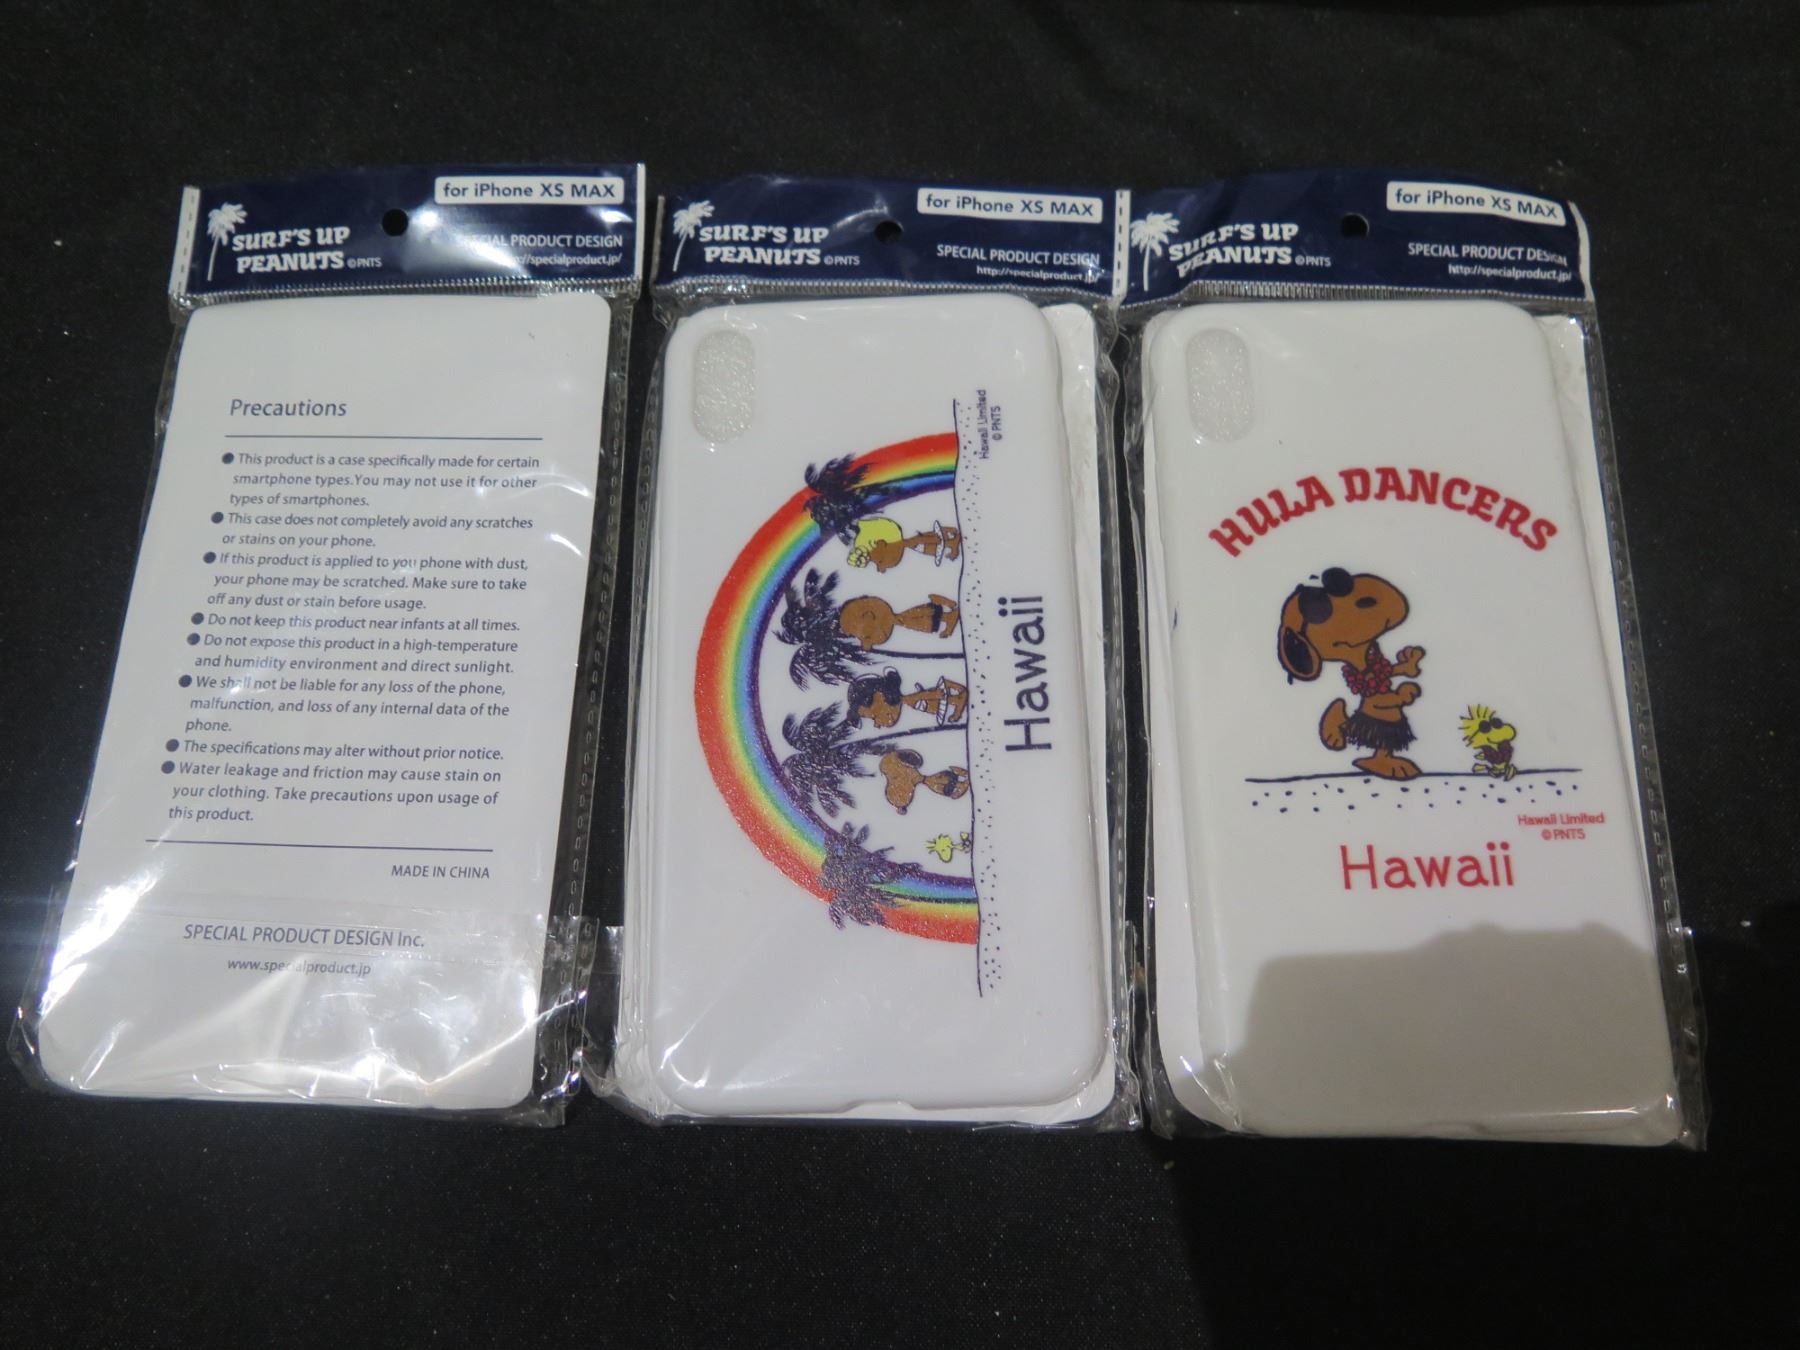 for iPhone XS MAX
SURF'S UP
PEANUTS ©PNTS
SPECIAL PRODUCT DESIGN
://specialproduct.jp/
Precautions
● This product is a case specifically made for certain
smartphone types.You may not use it for other
types of smartphones.
● This case does not completely avoid any scratches
or stains on your phone.
● If this product is applied to you phone with dust,
your phone may be scratched. Make sure to take
off any dust or stain before usage.
● Do not keep this product near infants at all times.
● Do not expose this product in a high-temperature
and humidity environment and direct sunlight.
● We shall not be liable for any loss of the phone,
malfunction, and loss of any internal data of the
phone.
● The specifications may alter without prior notice.
● Water leakage and friction may cause stain on
your clothing. Take precautions upon usage of
this product.
MADE IN CHINA
SPECIAL PRODUCT DESIGN Inc.
www.specialproduct.jp
for iPhone XS MAX
SURF'S UP
PEANUTS ©PNTS
SPECIAL PRODUCT DESIGN
http://specialproduct.jp/
Hawaii Limited
© PNTS
Hawaii
for iPhone XS MAX
SURF'S UP
PEANUTS ©PNTS
SPECIAL PRODUCT DESIGN
http://specialproduct.jp/
HULA DANCERS
Hawaii Limited
© PNTS
Hawaii